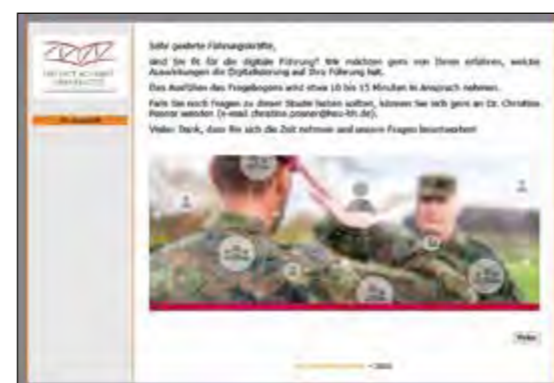 Sehr geehrte Führungskräfte,
sind Sie fit für die digitale Führung? Wir möchten gern von Ihnen erfahren, welche
Auswirkungen die Digitalisierung auf Ihre Führung hat.
Das Ausfüllen des Fragebogens wird etwa 10 bis 15 Minuten in Anspruch nehmen.
Falls Sie noch Fragen zu dieser Studie haben sollten, können Sie sich gern an Dr. Christina
wenden (e-mail
Vielen Dank, dass Sie sich die Zeit nehmen und unsere Fragen beantworten!
Weiter